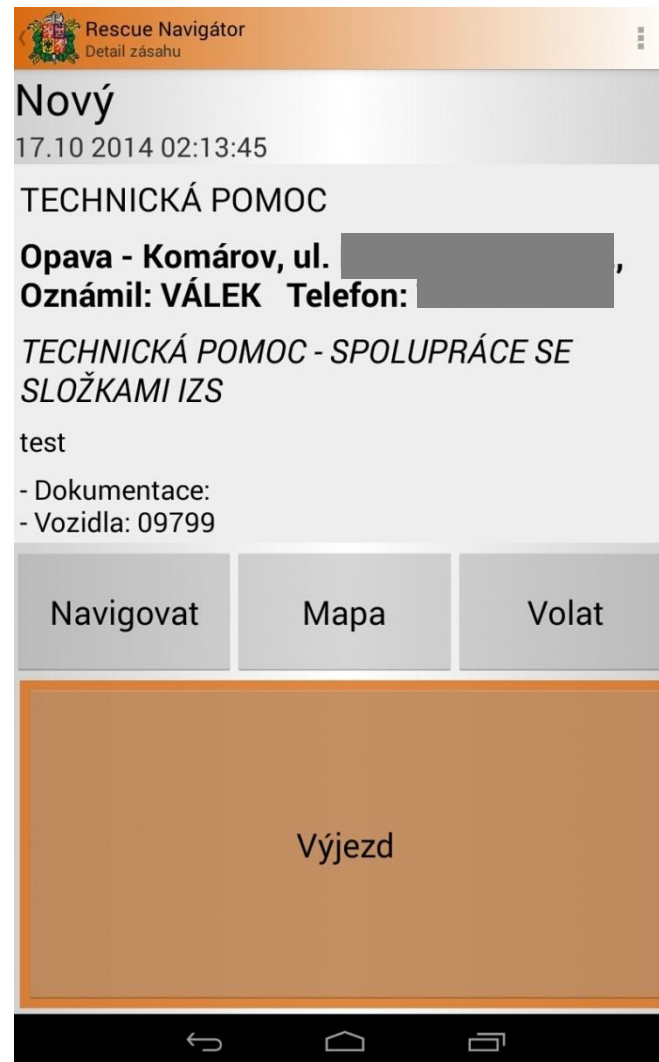 Rescue Navigátor
Detail zásahu
Nový
17.10 2014 02:13:45
TECHNICKÁ POMOC
Opava - Komárov, ul. ,
Oznámil: VÁLEK Telefon:
TECHNICKÁ POMOC - SPOLUPRÁCE SE
SLOŽKAMI IZS
test
- Dokumentace:
- Vozidla: 09799
Navigovat Mapa Volat
Výjezd